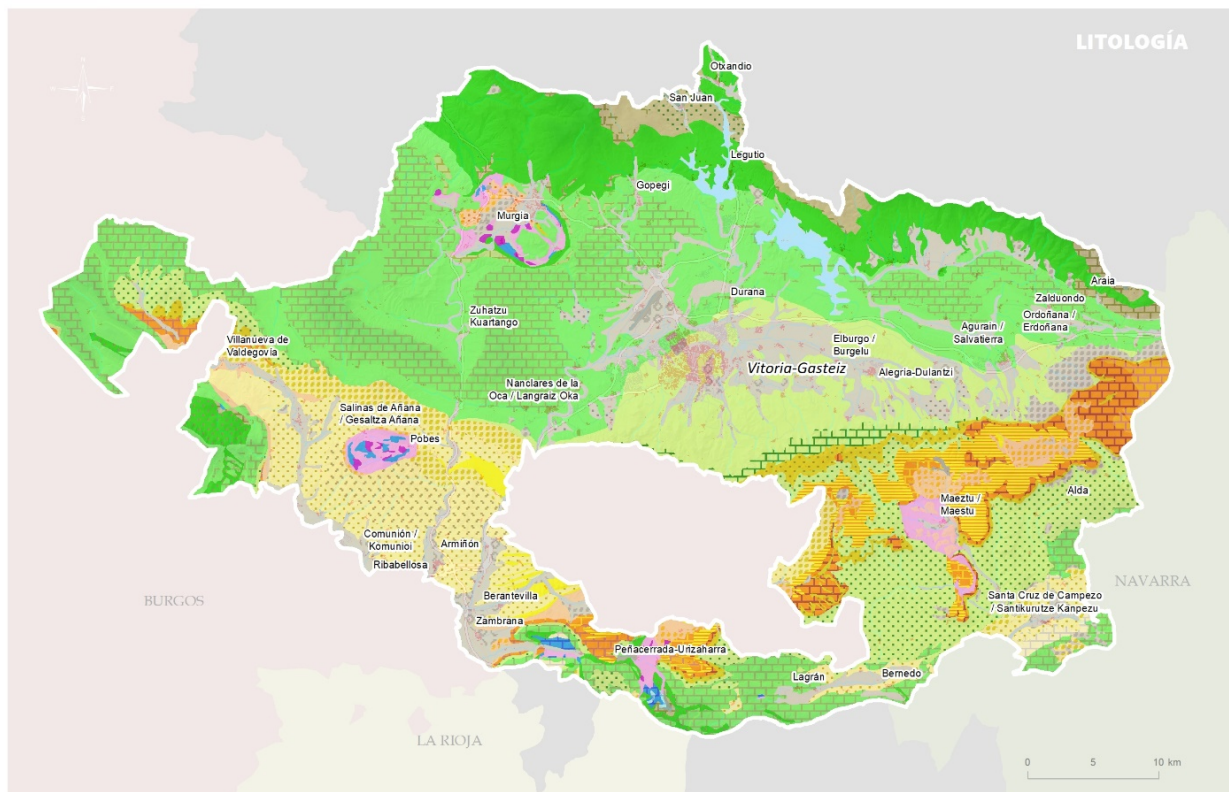 LITOLOGÍA
Otxandio
San Juan
Legutio
Gopegi
Murgia
Araia
Durana
Zalduondo
Zuhatzu
Kuartango
Ordoñana /
Erdoñana
Agurain /
Salvatierra
Elburgo /
Burgelu
Villanueva de
Valdegovía
Vitoria-Gasteiz
Alegria-Dulantzi
Nanclares de la
Oca / Langraiz Oka
Salinas de Añana
/ Gesaltza Añana
Pobes
Alda
Maeztu /
Maestu
Comunión /
Komunioi
Armiñón
Ribabellosa
NAVARRA
Berantevilla
Santa Cruz de Campezo
/ Santikurutze Kanpezu
BURGOS
Zambrana
Peñacerrada-Urizaharra
Lagrán
Bernedo
LA RIOJA
0 5 10 km